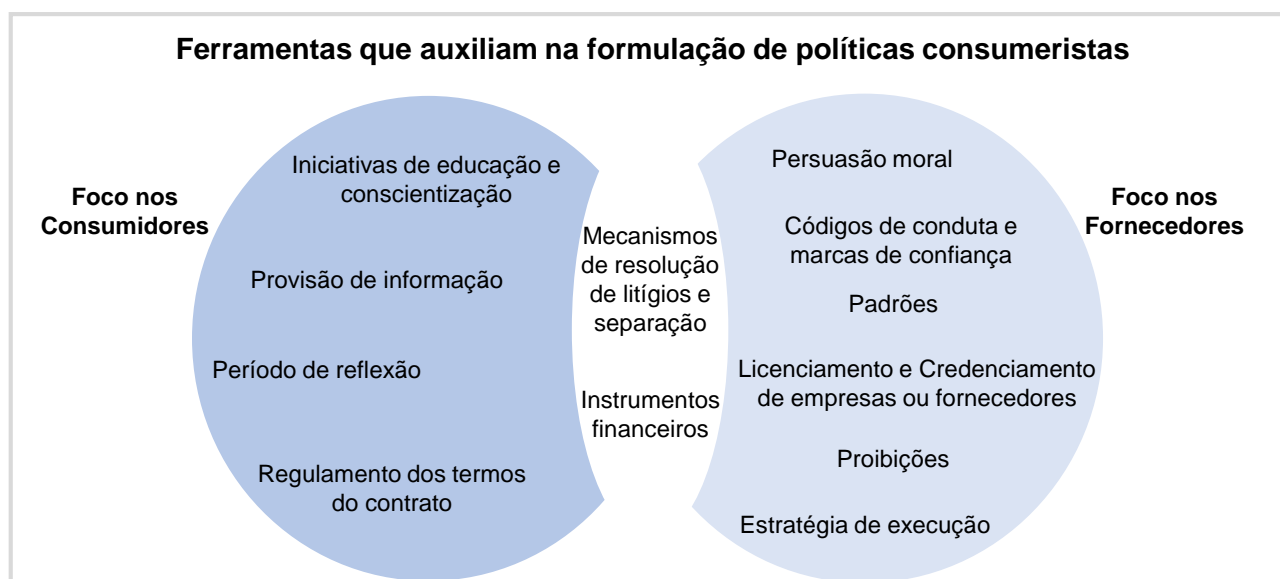 Ferramentas que auxiliam na formulação de políticas consumeristas
Foco nos
Consumidores
Iniciativas de educação e
conscientização
Provisão de informação
Período de reflexão
Regulamento dos termos
do contrato
Mecanismos
de resolução
de litígios e
separação
Instrumentos
financeiros
Persuasão moral
Códigos de conduta e
marcas de confiança
Padrões
Licenciamento e Credenciamento
de empresas ou fornecedores
Proibições
Estratégia de execução
Foco nos
Fornecedores